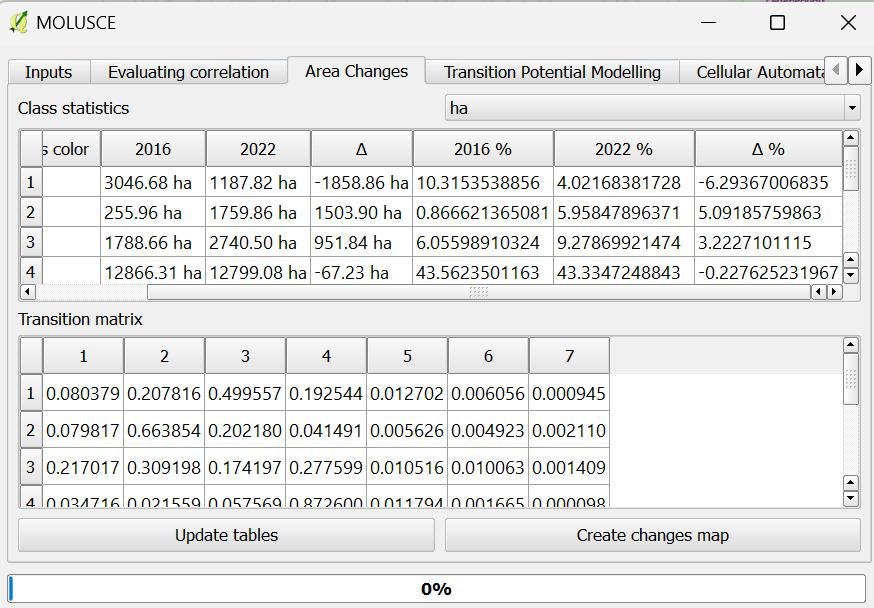 MOLUSCE
Inputs Evaluating correlation Area Changes Transition Potential Modelling Cellular Automata
Class statistics ha
s color 2016 2022 Δ 2016 % 2022 % Δ %
1 3046.68 ha 1187.82 ha -1858.86 ha 10.3153538856 4.02168381728 -6.29367006835
2 255.96 ha 1759.86 ha 1503.90 ha 0.866621365081 5.95847896371 5.09185759863
3 1788.66 ha 2740.50 ha 951.84 ha 6.05598910324 9.27869921474 3.2227101115
4 12866.31 ha 12799.08 ha -67.23 ha 43.5623501163 43.3347248843 -0.227625231967
Transition matrix
1 2 3 4 5 6 7
1 0.080379 0.207816 0.499557 0.192544 0.012702 0.006056 0.000945
2 0.079817 0.663854 0.202180 0.041491 0.005626 0.004923 0.002110
3 0.217017 0.309198 0.174197 0.277599 0.010516 0.010063 0.001409
4 0.034716 0.021559 0.057569 0.872600 0.011794 0.001665 0.000098
Update tables Create changes map
0%